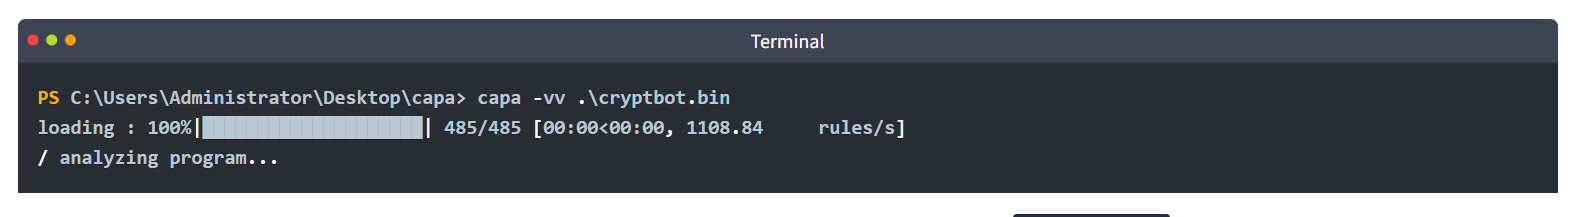 Terminal
PS C:\Users\Administrator\Desktop\capa> capa -vv .\cryptbot.bin
loading : 100%|████████████████████| 485/485 [00:00<00:00, 1108.84     rules/s]
/ analyzing program...